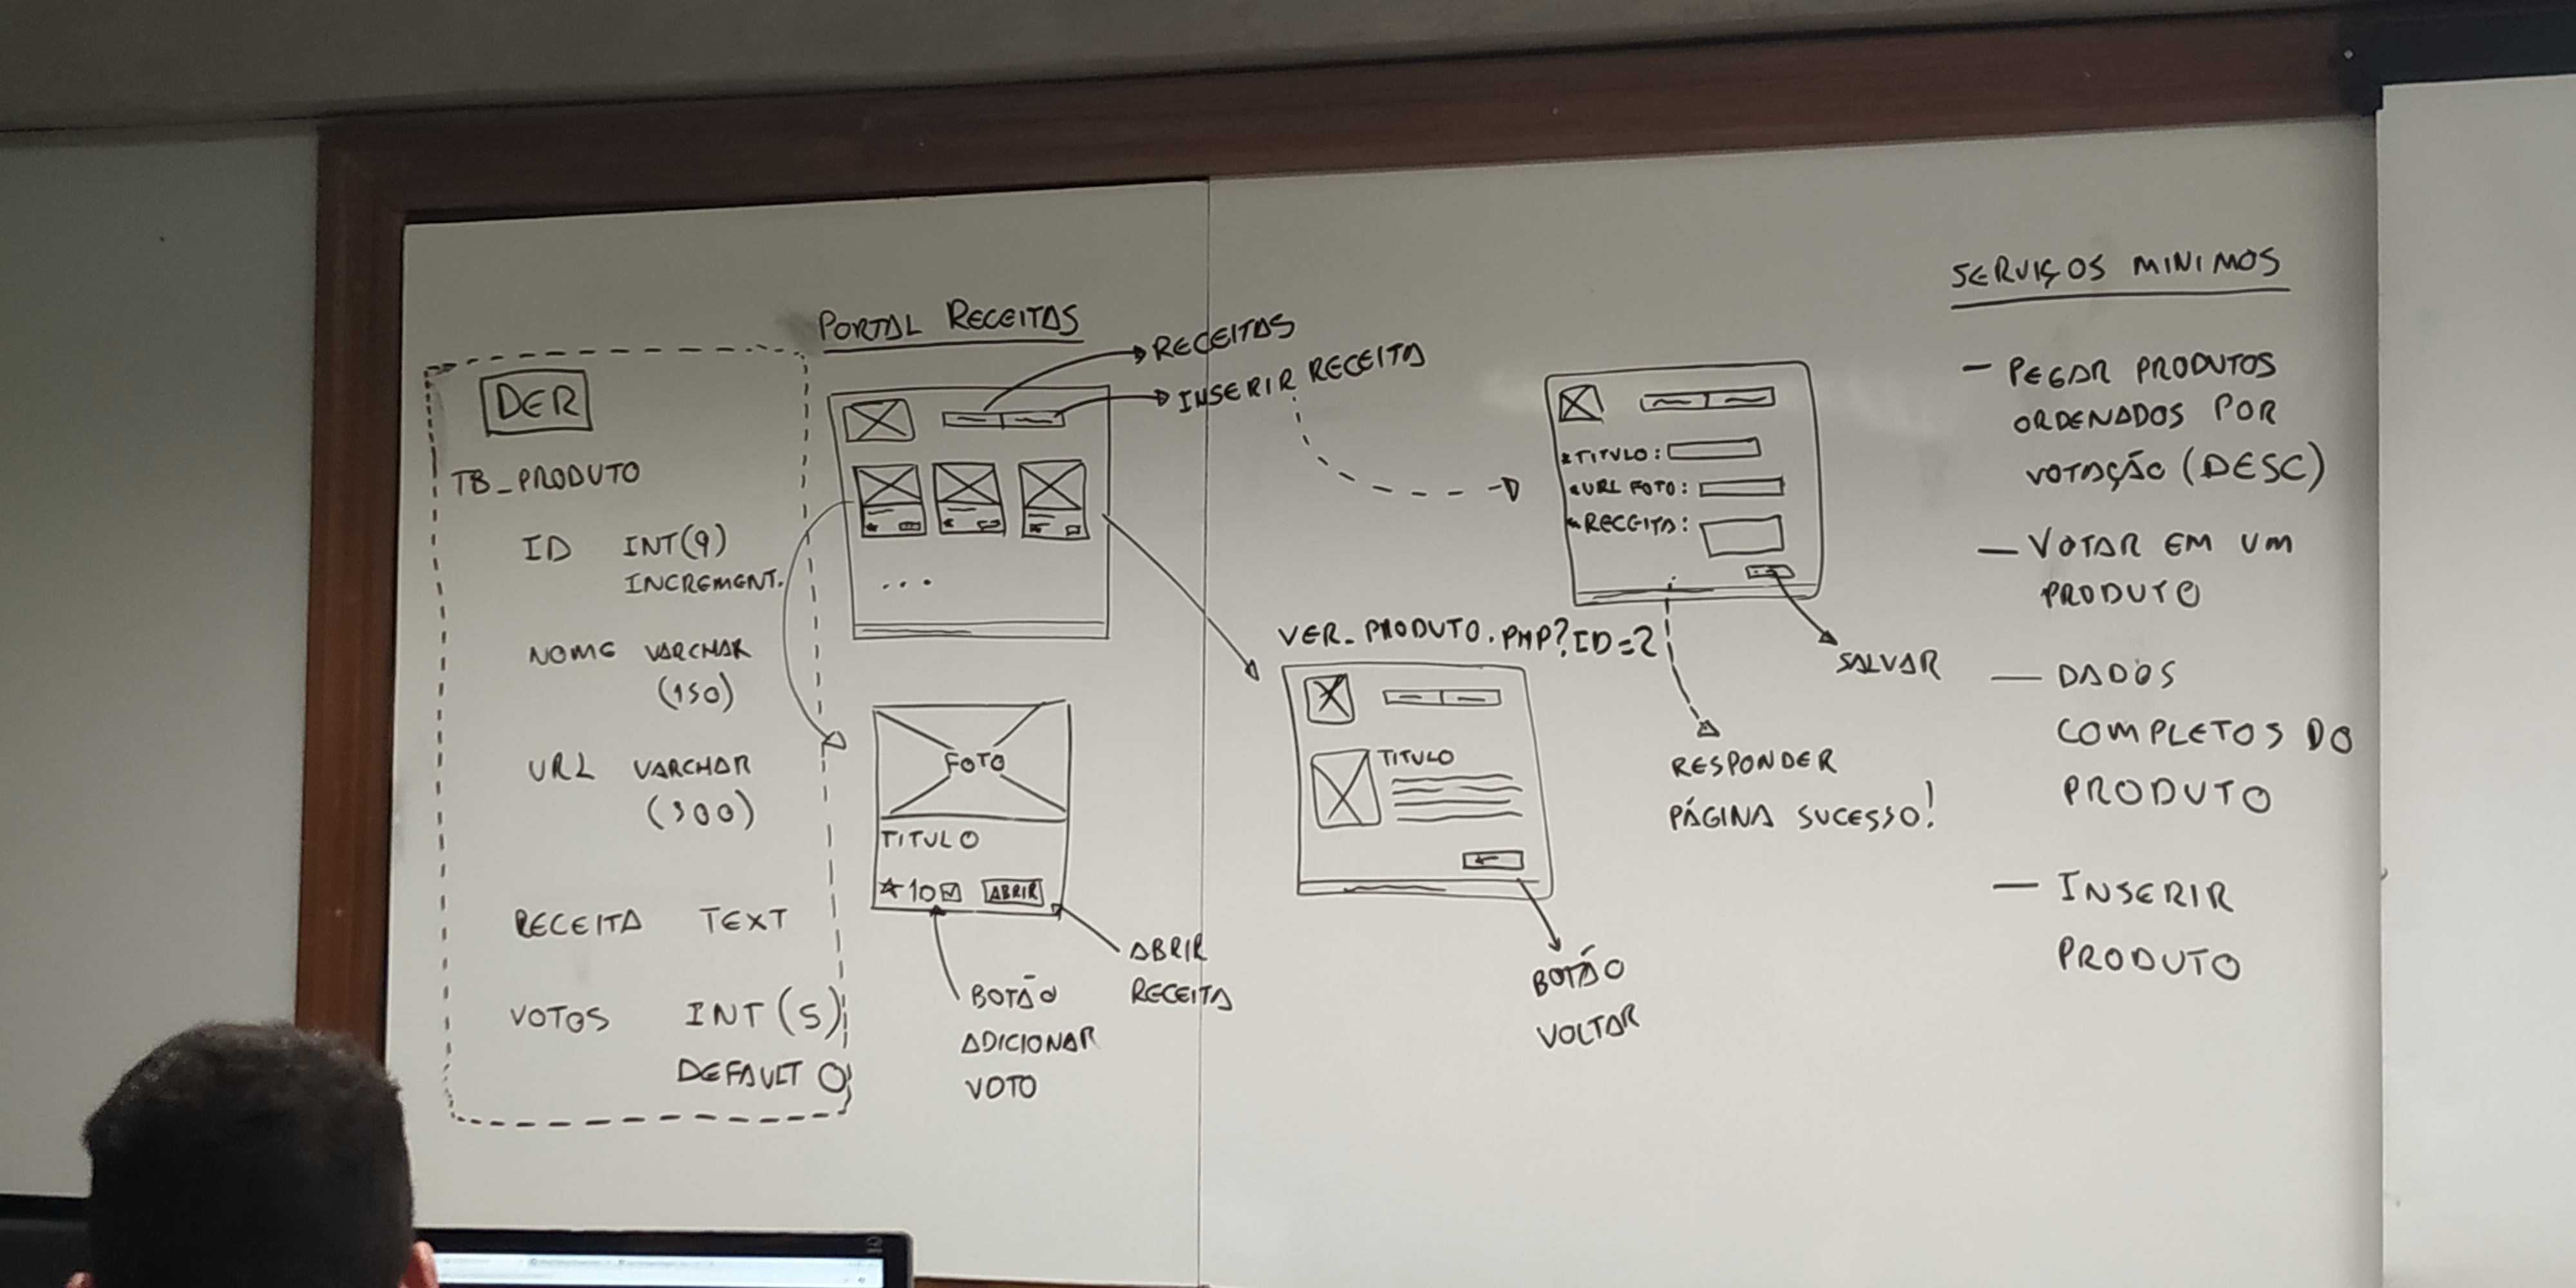 DER
TB_PRODUTO
ID INT(9)
INCREMENT.
NOME VARCHAR
(150)
URL VARCHAR
(300)
RECEITA TEXT
VOTOS INT(5)
DEFAULT 0
PORTAL RECEITAS
RECEITAS
INSERIR RECEITA
...
FOTO
TITULO
10 ABRIR
ABRIR
RECEITA
BOTÃO
ADICIONAR
VOTO
VER_PRODUTO.PHP?ID=2
TITULO
BOTÃO
VOLTAR
*TITULO:
*URL FOTO:
*RECEITA:
SALVAR
RESPONDER
PÁGINA SUCESSO!
SERVIÇOS MINIMOS
- PEGAR PRODUTOS
ORDENADOS POR
VOTAÇÃO (DESC)
- VOTAR EM UM
PRODUTO
- DADOS
COMPLETOS DO
PRODUTO
- INSERIR
PRODUTO